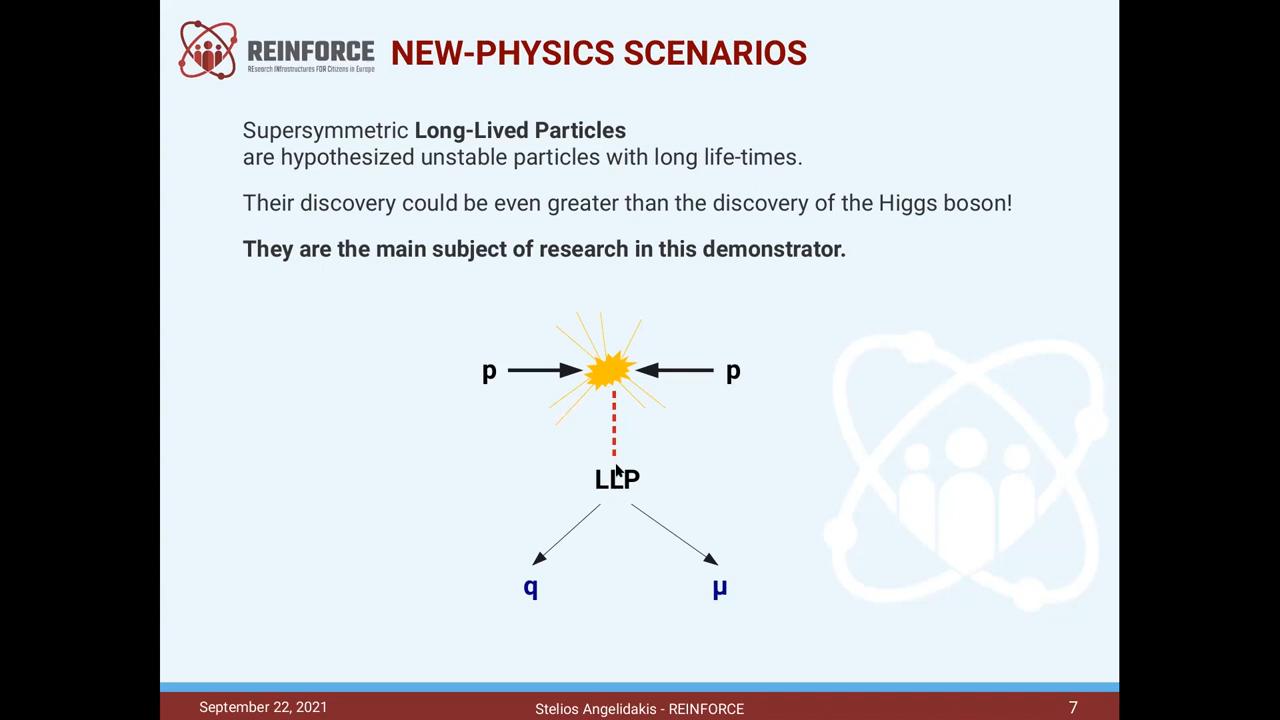 REINFORCE
REsearch INfrastructures FOR Citizens in Europe
NEW-PHYSICS SCENARIOS
Supersymmetric Long-Lived Particles
are hypothesized unstable particles with long life-times.
Their discovery could be even greater than the discovery of the Higgs boson!
They are the main subject of research in this demonstrator.
p
p
LLP
q
μ
September 22, 2021
Stelios Angelidakis - REINFORCE
7